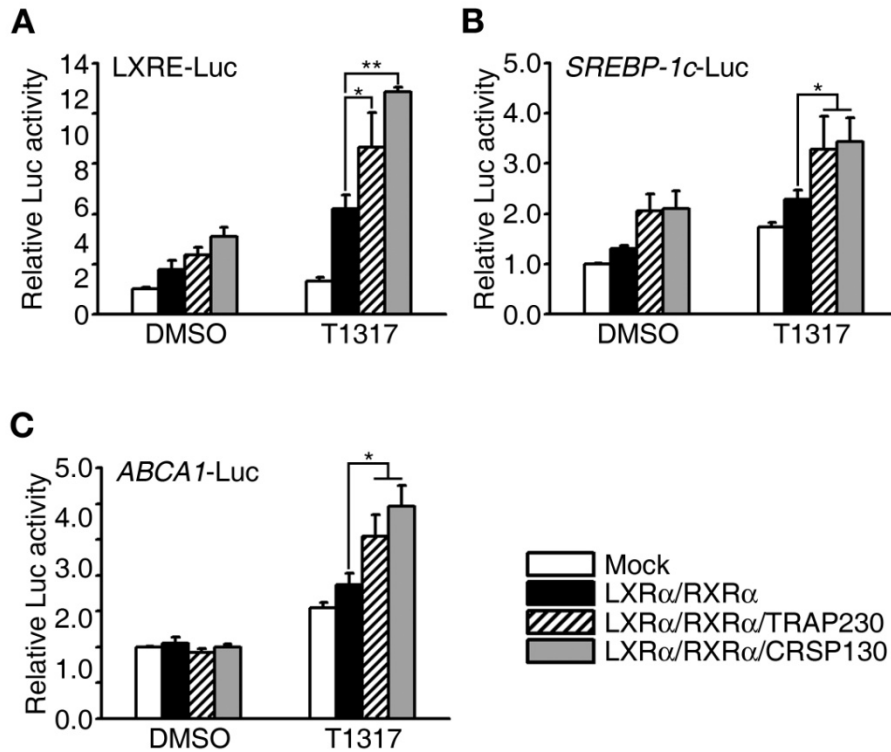 A
LXRE-Luc
14
12
10
8
6
4
2
0
Relative Luc activity
*
**
DMSO
T1317
B
SREBP-1c-Luc
5.0
4.0
3.0
2.0
1.0
0.0
Relative Luc activity
*
DMSO
T1317
C
ABCA1-Luc
5.0
4.0
3.0
2.0
1.0
0.0
Relative Luc activity
*
DMSO
T1317
Mock
LXRα/RXRα
LXRα/RXRα/TRAP230
LXRα/RXRα/CRSP130